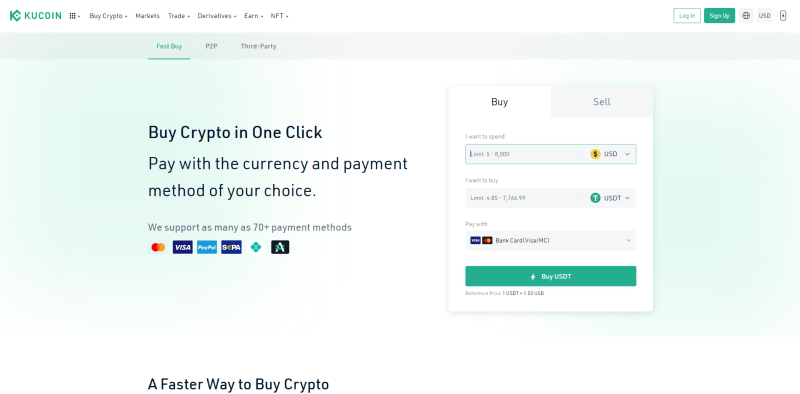 KUCOIN
Buy Crypto Markets Trade Derivatives Earn NFT
Log In Sign Up USD
Fast Buy P2P Third-Party
Buy Sell
I want to spend
Limit: 5 - 8,000 USD
Buy Crypto in One Click
Pay with the currency and payment
method of your choice.
I want to buy
Limit: 4.85 - 7,766.99 USDT
We support as many as 70+ payment methods
VISA PayPal SEPA
Pay with
VISA Bank Card(Visa/MC)
Buy USDT
Reference Price: 1 USDT ≈ 1.03 USD
A Faster Way to Buy Crypto